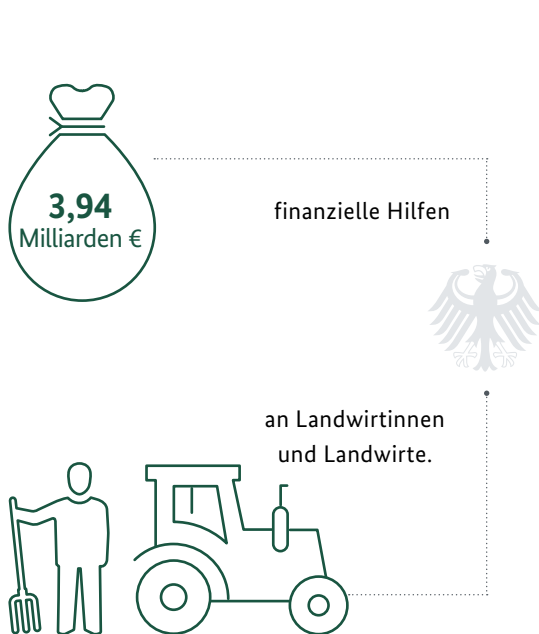 3,94
Milliarden €
finanzielle Hilfen
an Landwirtinnen
und Landwirte.